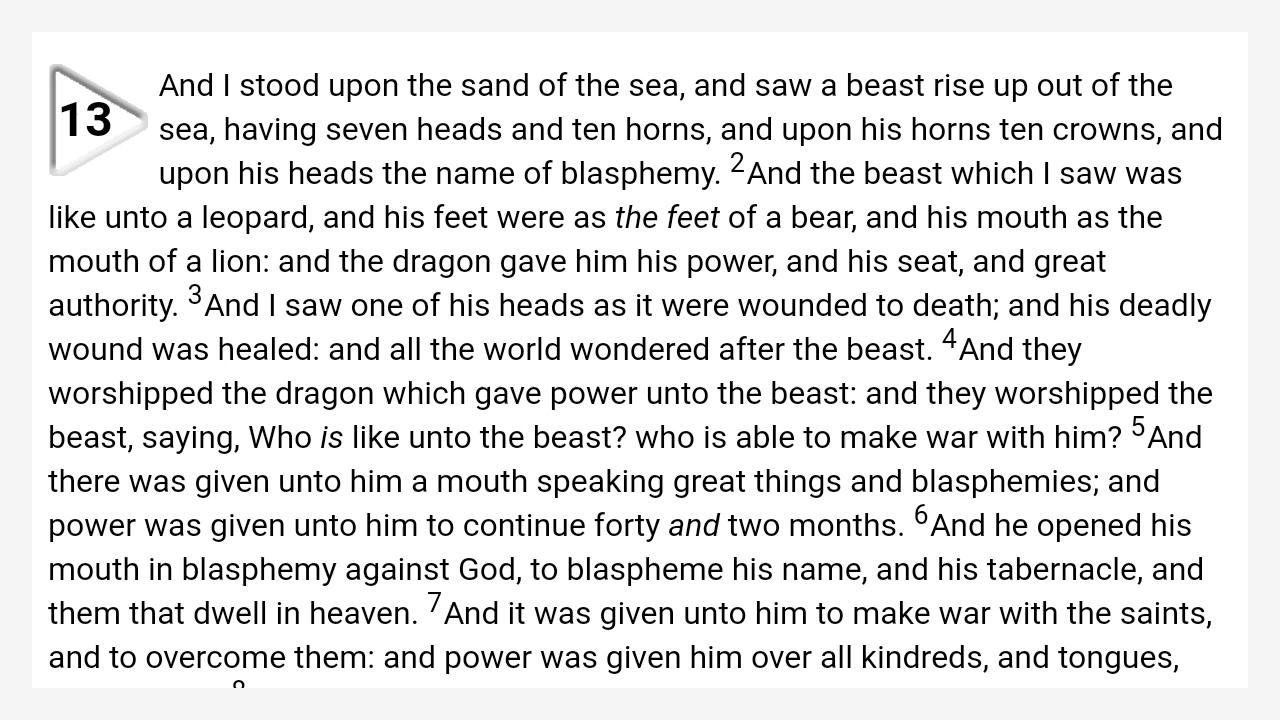 13
And I stood upon the sand of the sea, and saw a beast rise up out of the
sea, having seven heads and ten horns, and upon his horns ten crowns, and
upon his heads the name of blasphemy. 2And the beast which I saw was
like unto a leopard, and his feet were as the feet of a bear, and his mouth as the
mouth of a lion: and the dragon gave him his power, and his seat, and great
authority. 3And I saw one of his heads as it were wounded to death; and his deadly
wound was healed: and all the world wondered after the beast. 4And they
worshipped the dragon which gave power unto the beast: and they worshipped the
beast, saying, Who is like unto the beast? who is able to make war with him? 5And
there was given unto him a mouth speaking great things and blasphemies; and
power was given unto him to continue forty and two months. 6And he opened his
mouth in blasphemy against God, to blaspheme his name, and his tabernacle, and
them that dwell in heaven. 7And it was given unto him to make war with the saints,
and to overcome them: and power was given him over all kindreds, and tongues,